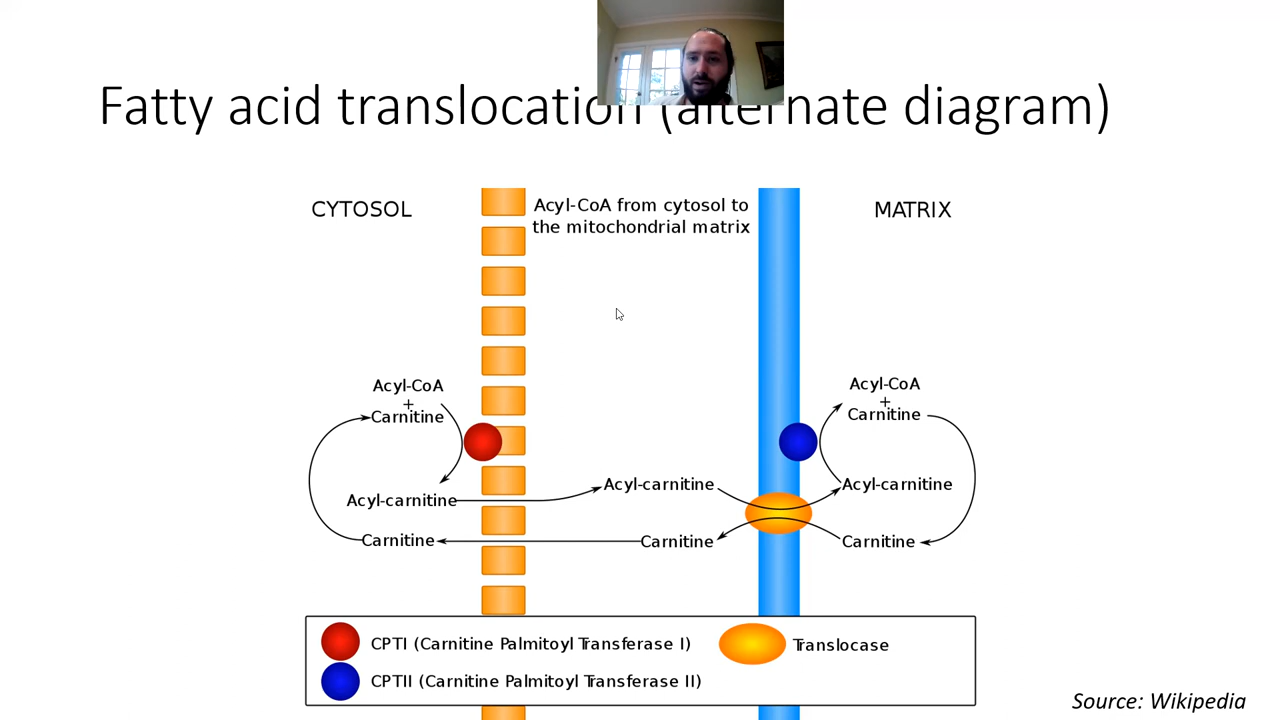 Fatty acid translocation (alternate diagram)
CYTOSOL
Acyl-CoA from cytosol to
the mitochondrial matrix
MATRIX
Acyl-CoA
+
Carnitine
Acyl-carnitine
Carnitine
Acyl-carnitine
Carnitine
Acyl-CoA
+
Carnitine
Acyl-carnitine
Carnitine
CPTI (Carnitine Palmitoyl Transferase I)
Translocase
CPTII (Carnitine Palmitoyl Transferase II)
Source: Wikipedia